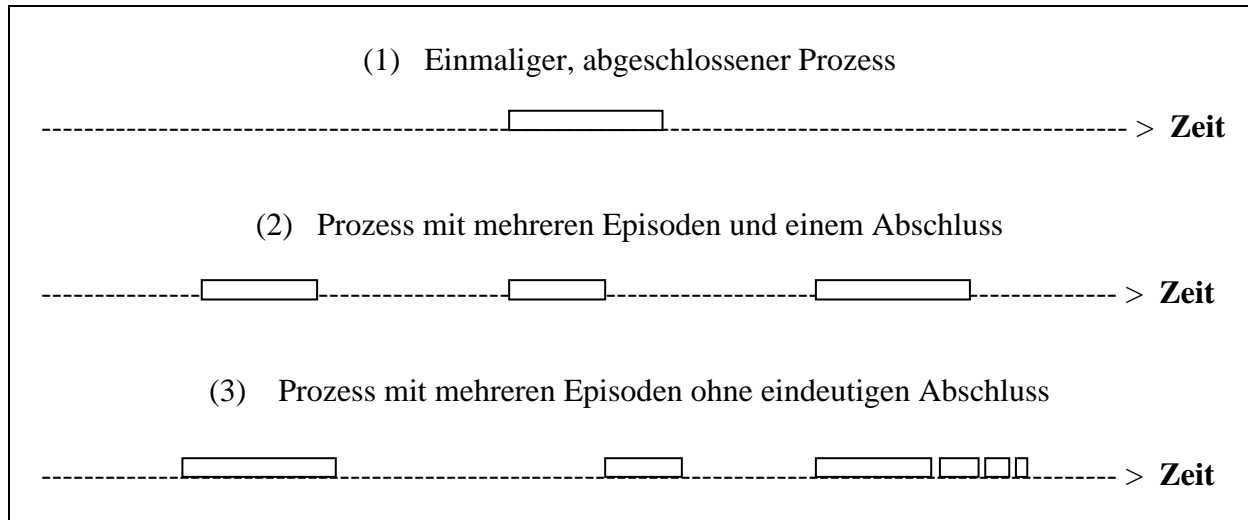 (1) Einmaliger, abgeschlossener Prozess
> Zeit
(2) Prozess mit mehreren Episoden und einem Abschluss
> Zeit
(3) Prozess mit mehreren Episoden ohne eindeutigen Abschluss
> Zeit